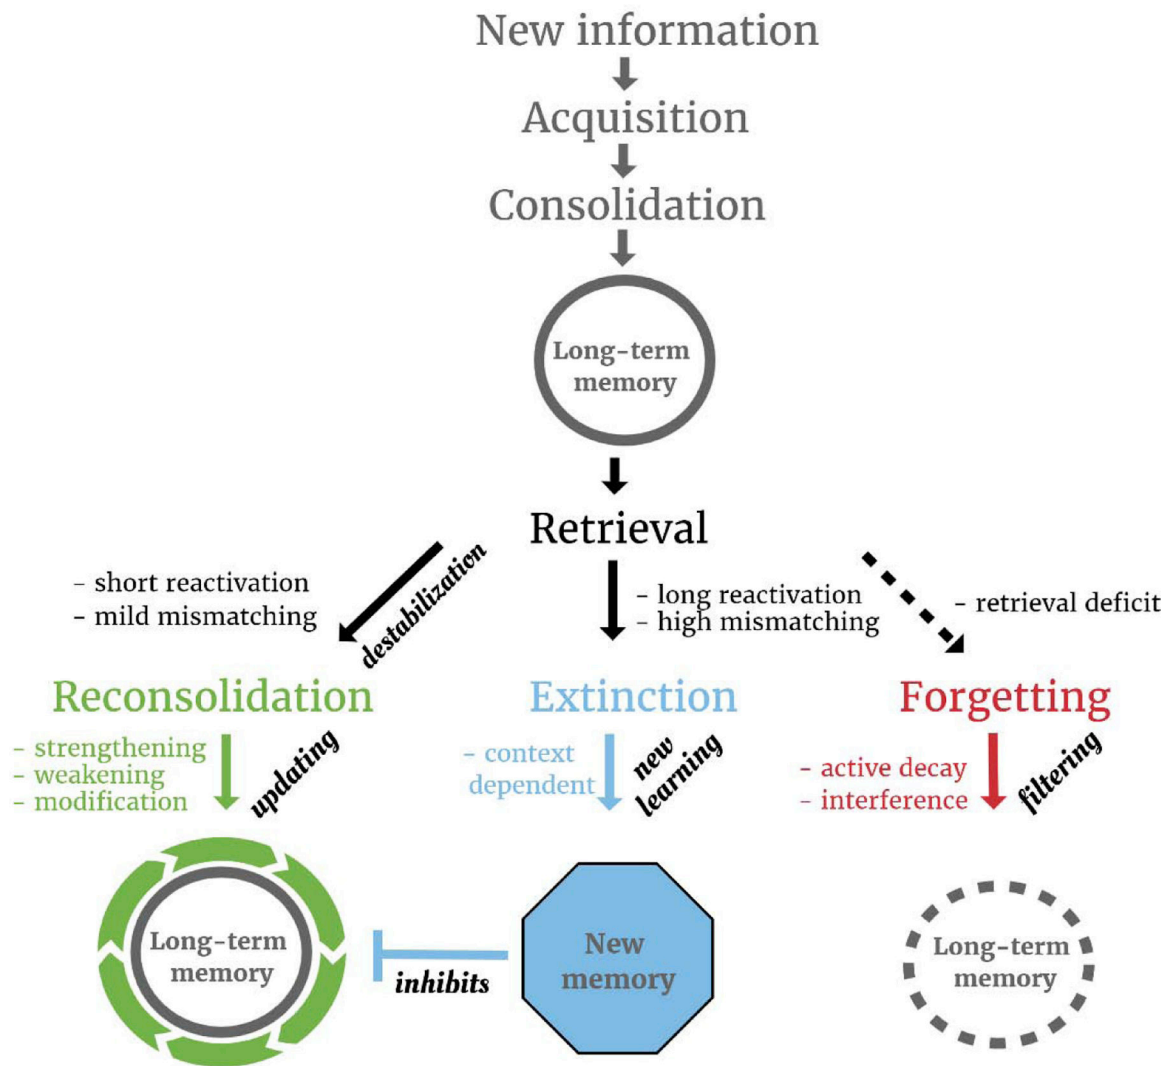 New information
Acquisition
Consolidation
Long-term
memory
Retrieval
- short reactivation
- mild mismatching
destabilization
- long reactivation
- high mismatching
- retrieval deficit
Reconsolidation
- strengthening
- weakening
- modification
updating
Extinction
- context
dependent
new
learning
Forgetting
- active decay
- interference
filtering
Long-term
memory
inhibits
New
memory
Long-term
memory